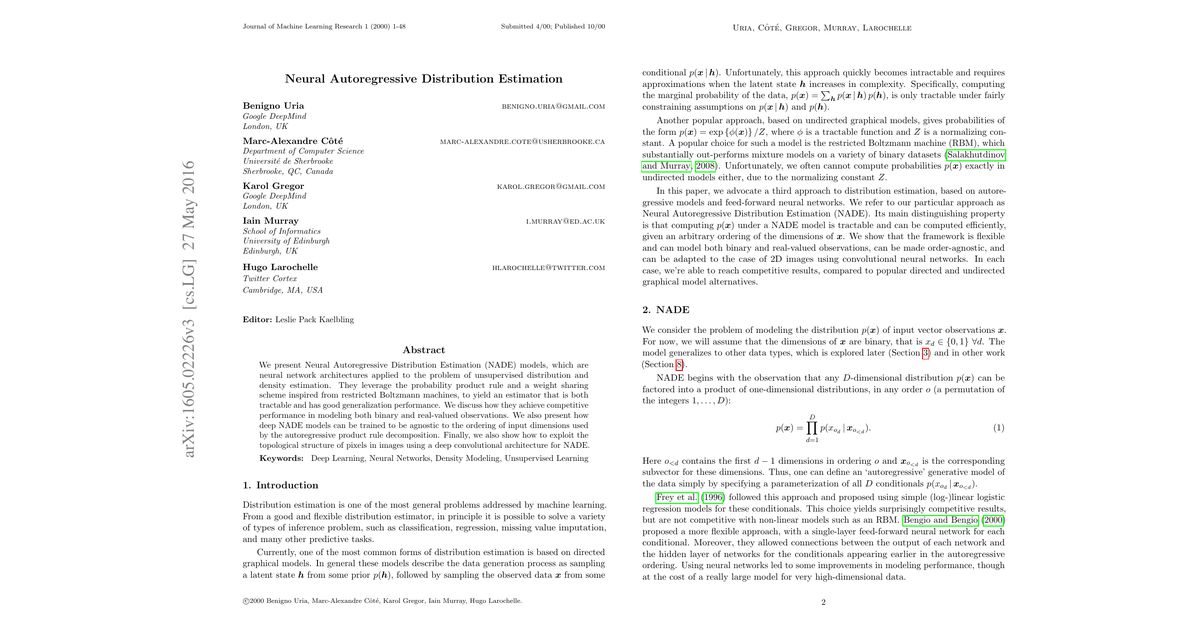 Journal of Machine Learning Research 1 (2000) 1-48 Submitted 4/00; Published 10/00
Neural Autoregressive Distribution Estimation
Benigno Uria BENIGNO.URIA@GMAIL.COM
Google DeepMind
London, UK
Marc-Alexandre Côté MARC-ALEXANDRE.COTE@USHERBROOKE.CA
Department of Computer Science
Université de Sherbrooke
Sherbrooke, QC, Canada
Karol Gregor KAROL.GREGOR@GMAIL.COM
Google DeepMind
London, UK
Iain Murray I.MURRAY@ED.AC.UK
School of Informatics
University of Edinburgh
Edinburgh, UK
Hugo Larochelle HLAROCHELLE@TWITTER.COM
Twitter Cortex
Cambridge, MA, USA
Editor: Leslie Pack Kaelbling
Abstract
We present Neural Autoregressive Distribution Estimation (NADE) models, which are
neural network architectures applied to the problem of unsupervised distribution and
density estimation. They leverage the probability product rule and a weight sharing
scheme inspired from restricted Boltzmann machines, to yield an estimator that is both
tractable and has good generalization performance. We discuss how they achieve competitive
performance in modeling both binary and real-valued observations. We also present how
deep NADE models can be trained to be agnostic to the ordering of input dimensions used
by the autoregressive product rule decomposition. Finally, we also show how to exploit the
topological structure of pixels in images using a deep convolutional architecture for NADE.
Keywords: Deep Learning, Neural Networks, Density Modeling, Unsupervised Learning
1. Introduction
Distribution estimation is one of the most general problems addressed by machine learning.
From a good and flexible distribution estimator, in principle it is possible to solve a variety
of types of inference problem, such as classification, regression, missing value imputation,
and many other predictive tasks.
Currently, one of the most common forms of distribution estimation is based on directed
graphical models. In general these models describe the data generation process as sampling
a latent state h from some prior p(h), followed by sampling the observed data x from some
©2000 Benigno Uria, Marc-Alexandre Côté, Karol Gregor, Iain Murray, Hugo Larochelle.
arXiv:1605.02226v3 [cs.LG] 27 May 2016
URIA, CÔTÉ, GREGOR, MURRAY, LAROCHELLE
conditional p(x | h). Unfortunately, this approach quickly becomes intractable and requires
approximations when the latent state h increases in complexity. Specifically, computing
the marginal probability of the data, p(x) = ∑h p(x | h) p(h), is only tractable under fairly
constraining assumptions on p(x | h) and p(h).
Another popular approach, based on undirected graphical models, gives probabilities of
the form p(x) = exp {ϕ(x)} /Z, where ϕ is a tractable function and Z is a normalizing con-
stant. A popular choice for such a model is the restricted Boltzmann machine (RBM), which
substantially out-performs mixture models on a variety of binary datasets (Salakhutdinov
and Murray, 2008). Unfortunately, we often cannot compute probabilities p(x) exactly in
undirected models either, due to the normalizing constant Z.
In this paper, we advocate a third approach to distribution estimation, based on autore-
gressive models and feed-forward neural networks. We refer to our particular approach as
Neural Autoregressive Distribution Estimation (NADE). Its main distinguishing property
is that computing p(x) under a NADE model is tractable and can be computed efficiently,
given an arbitrary ordering of the dimensions of x. We show that the framework is flexible
and can model both binary and real-valued observations, can be made order-agnostic, and
can be adapted to the case of 2D images using convolutional neural networks. In each
case, we're able to reach competitive results, compared to popular directed and undirected
graphical model alternatives.
2. NADE
We consider the problem of modeling the distribution p(x) of input vector observations x.
For now, we will assume that the dimensions of x are binary, that is x_d ∈ {0, 1} ∀d. The
model generalizes to other data types, which is explored later (Section 3) and in other work
(Section 8).
NADE begins with the observation that any D-dimensional distribution p(x) can be
factored into a product of one-dimensional distributions, in any order o (a permutation of
the integers 1, . . . , D):
p(x) = ∏_{d=1}^{D} p(x_{o_d} | x_{o_{<d}}). (1)
Here o_{<d} contains the first d − 1 dimensions in ordering o and x_{o_{<d}} is the corresponding
subvector for these dimensions. Thus, one can define an 'autoregressive' generative model of
the data simply by specifying a parameterization of all D conditionals p(x_{o_d} | x_{o_{<d}}).
Frey et al. (1996) followed this approach and proposed using simple (log-)linear logistic
regression models for these conditionals. This choice yields surprisingly competitive results,
but are not competitive with non-linear models such as an RBM. Bengio and Bengio (2000)
proposed a more flexible approach, with a single-layer feed-forward neural network for each
conditional. Moreover, they allowed connections between the output of each network and
the hidden layer of networks for the conditionals appearing earlier in the autoregressive
ordering. Using neural networks led to some improvements in modeling performance, though
at the cost of a really large model for very high-dimensional data.
2